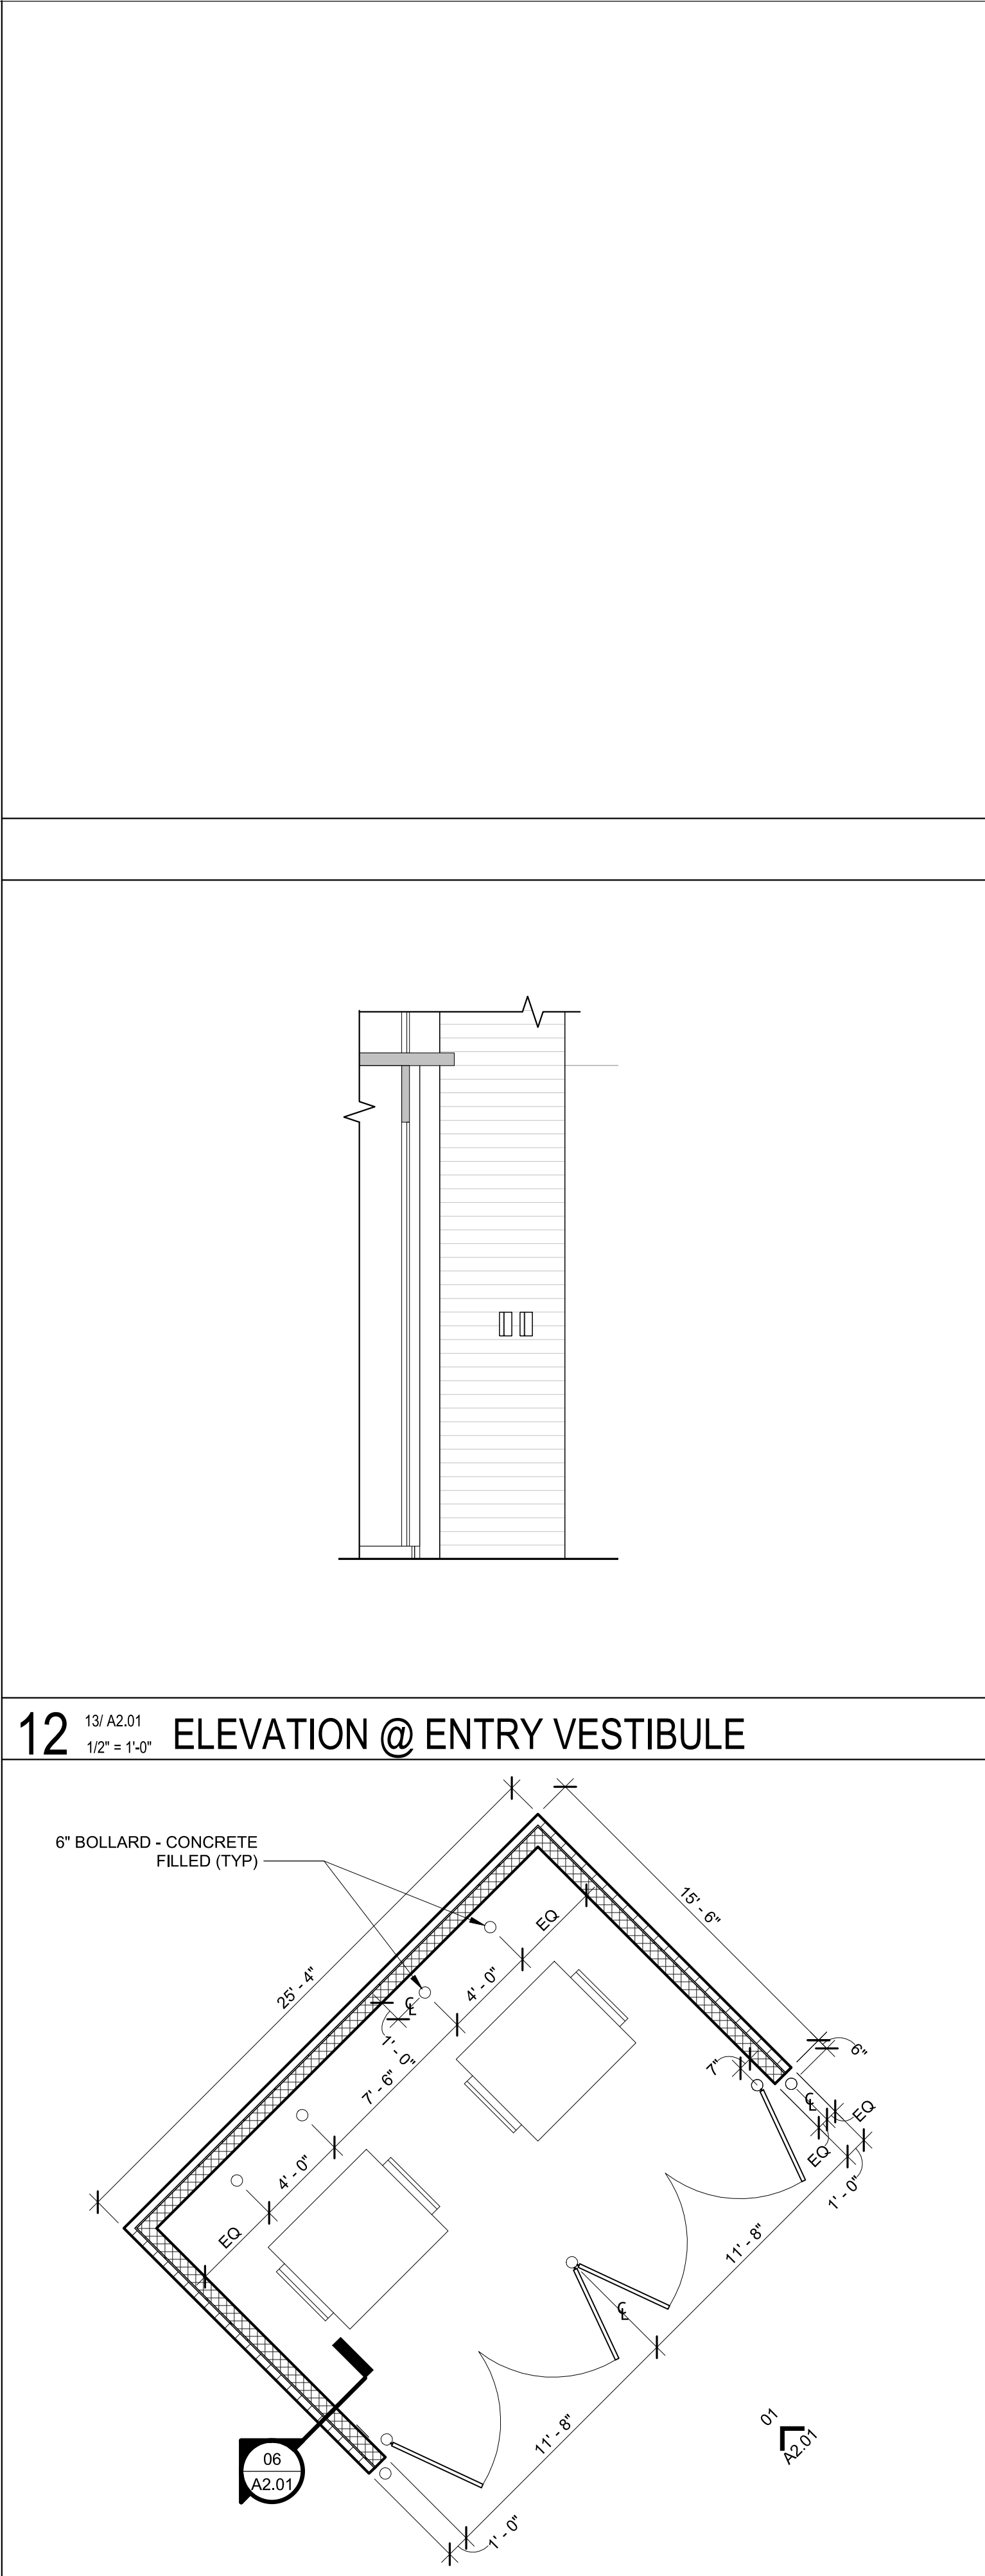 12
13/ A2.01
1/2" = 1'-0"
ELEVATION @ ENTRY VESTIBULE
6" BOLLARD - CONCRETE
FILLED (TYP)
25' - 4"
15' - 6"
EQ
4' - 0"
℄
1' - 0"
7' - 6"
4' - 0"
EQ
7"
6"
℄
EQ
EQ
1' - 0"
11' - 8"
℄
11' - 8"
1' - 0"
06
A2.01
01
A2.01